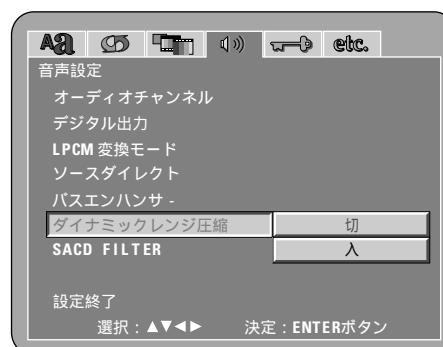 Aあ etc.
音声設定
オーディオチャンネル
デジタル出力
LPCM 変換モード
ソースダイレクト
バスエンハンサ -
ダイナミックレンジ圧縮 切
SACD FILTER 入
設定終了
選択：▲▼◀▶ 決定：ENTERボタン